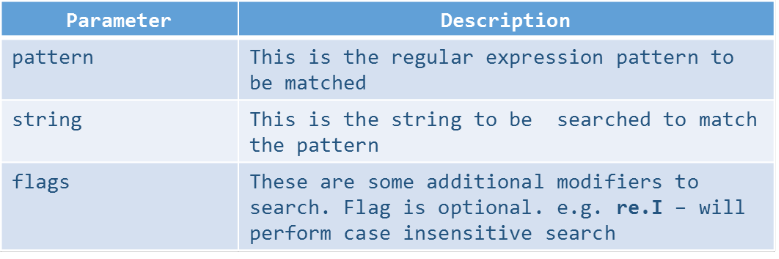 Parameter Description
pattern This is the regular expression pattern to
be matched
string This is the string to be  searched to match
the pattern
flags These are some additional modifiers to
search. Flag is optional. e.g. re.I – will
perform case insensitive search